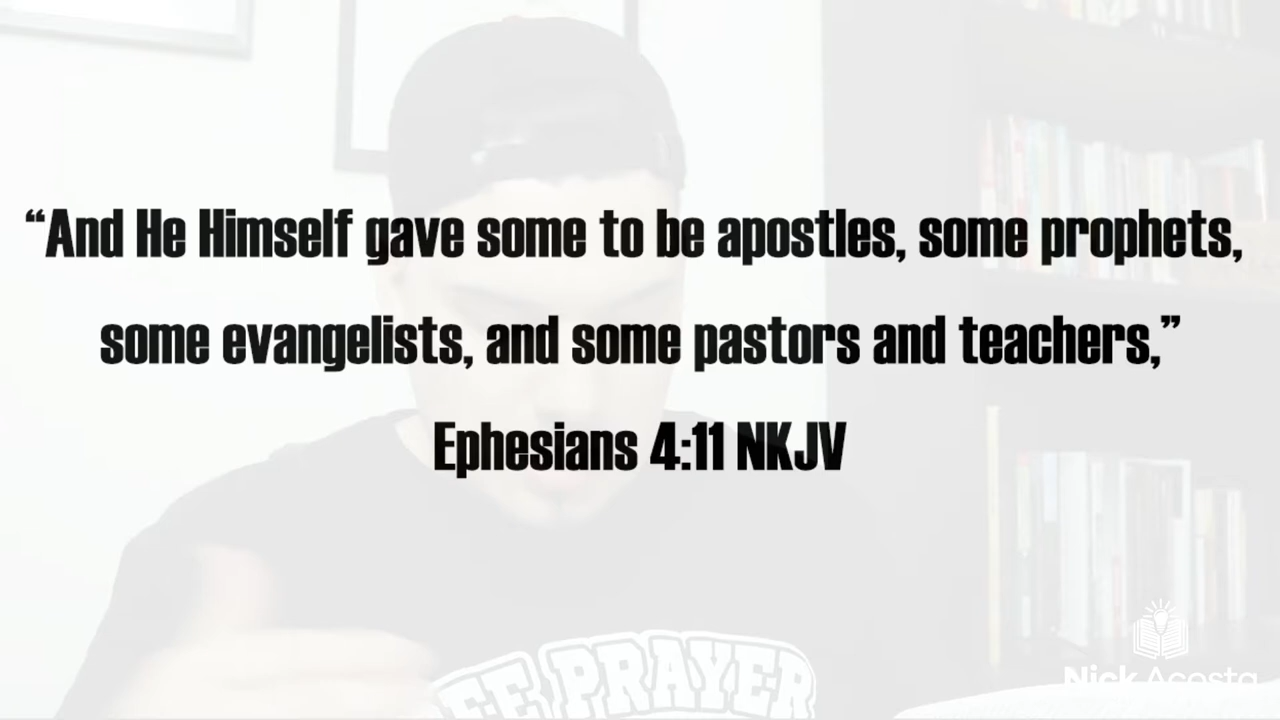 “And He Himself gave some to be apostles, some prophets,
some evangelists, and some pastors and teachers,”
Ephesians 4:11 NKJV
PRAYER
Nick Acosta